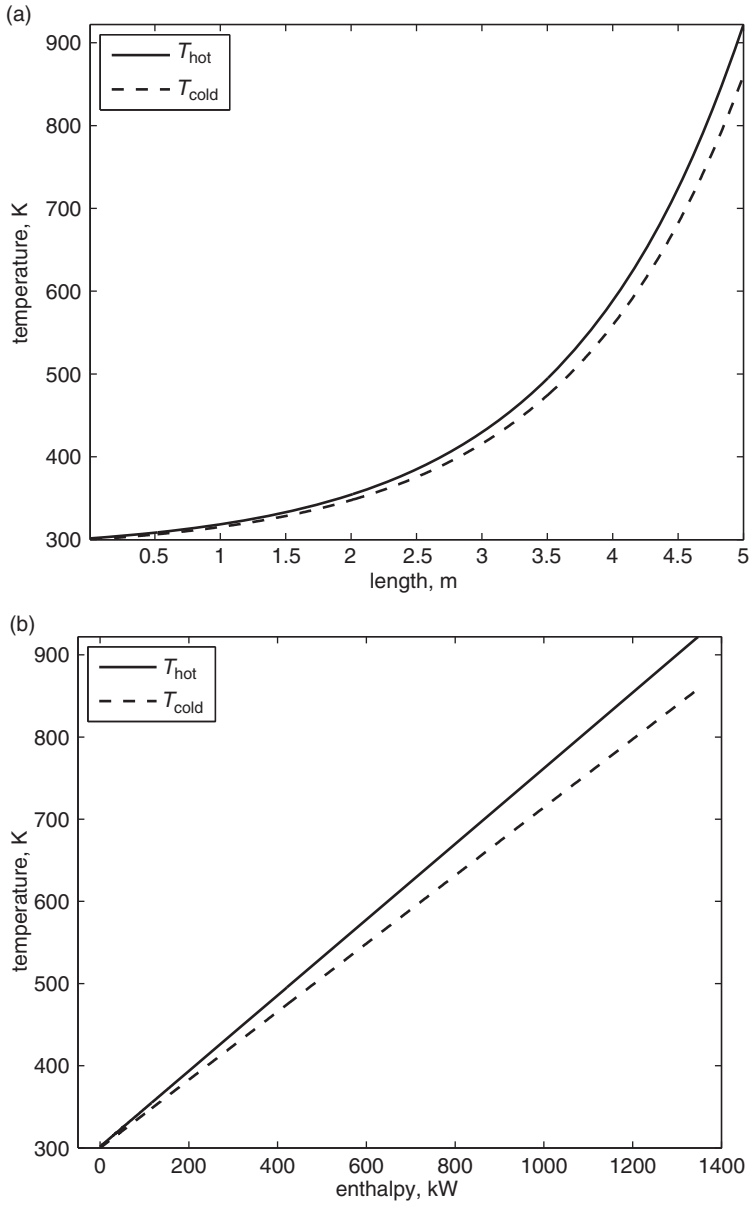 (a)
900
800
700
600
500
400
300
temperature, K
T_hot
T_cold
0.5 1 1.5 2 2.5 3 3.5 4 4.5 5
length, m
(b)
900
800
700
600
500
400
300
temperature, K
T_hot
T_cold
0 200 400 600 800 1000 1200 1400
enthalpy, kW